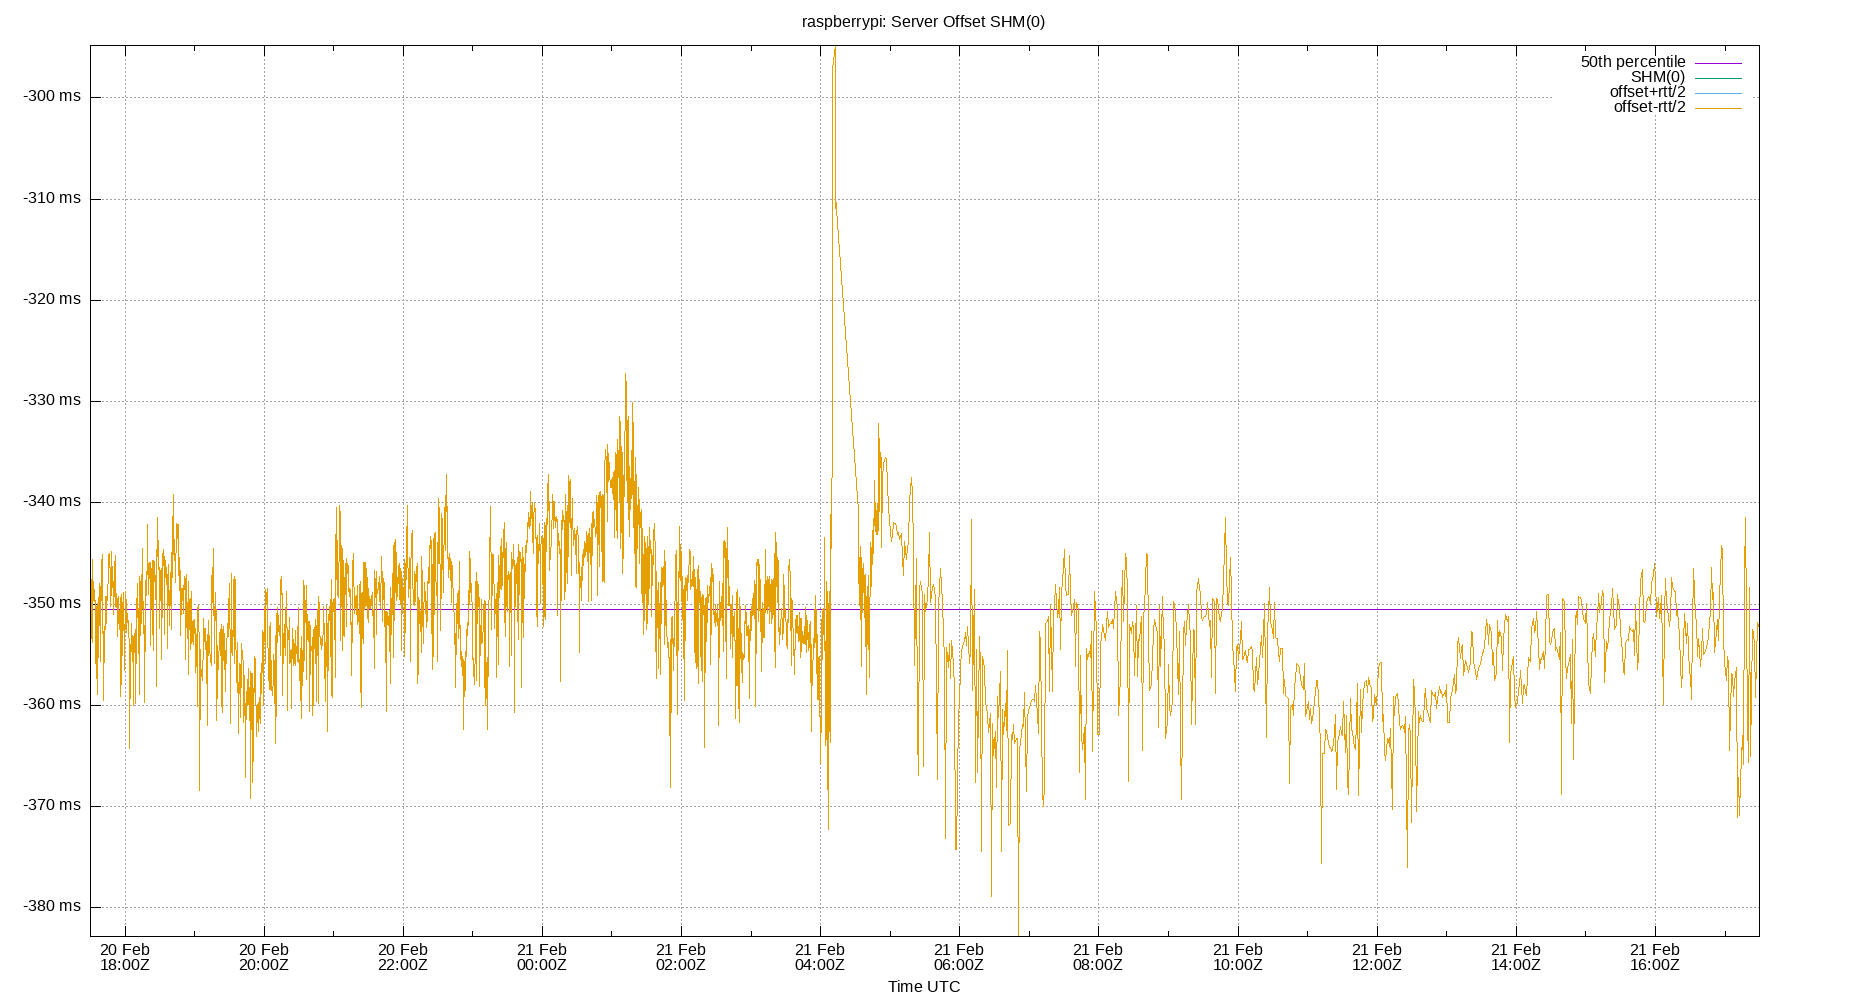 raspberrypi: Server Offset SHM(0)
50th percentile
SHM(0)
offset+rtt/2
offset-rtt/2
-300 ms
-310 ms
-320 ms
-330 ms
-340 ms
-350 ms
-360 ms
-370 ms
-380 ms
20 Feb 20 Feb 20 Feb 21 Feb 21 Feb 21 Feb 21 Feb 21 Feb 21 Feb 21 Feb 21 Feb 21 Feb
18:00Z 20:00Z 22:00Z 00:00Z 02:00Z 04:00Z 06:00Z 08:00Z 10:00Z 12:00Z 14:00Z 16:00Z
Time UTC